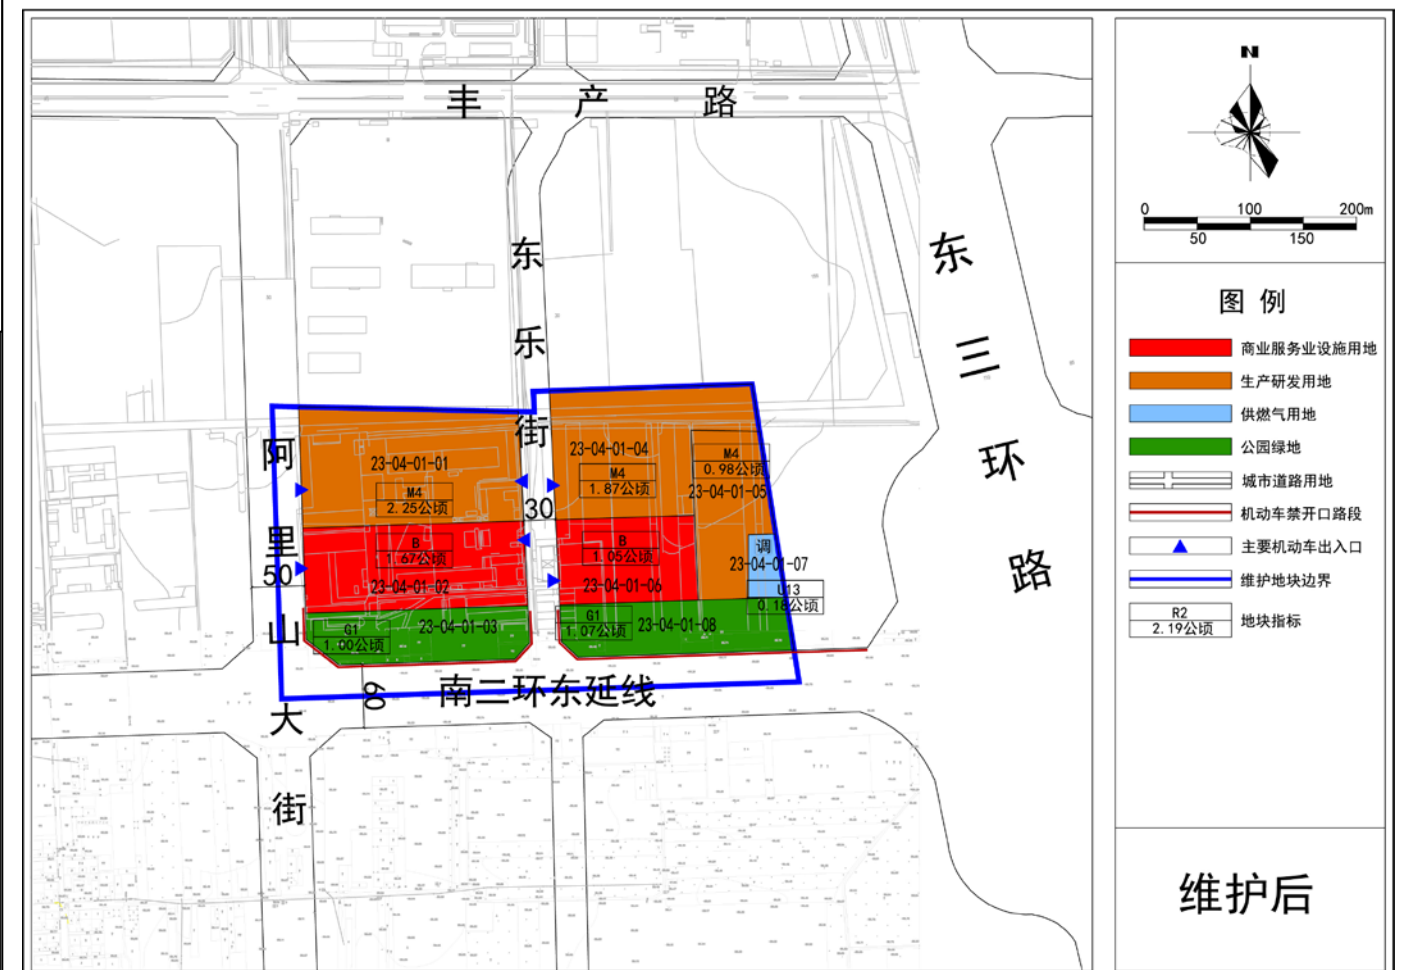 丰产路
东乐街
东三环路
阿里山大街
南二环东延线
50
30
60
23-04-01-01
M4
2.25公顷
B
1.67公顷
23-04-01-02
G1
1.00公顷
23-04-01-03
23-04-01-04
M4
1.87公顷
M4
0.98公顷
23-04-01-05
B
1.05公顷
23-04-01-06
调
23-04-01-07
U13
0.18公顷
G1
1.07公顷
23-04-01-08
N
0 100 200m
50 150
图例
商业服务业设施用地
生产研发用地
供燃气用地
公园绿地
城市道路用地
机动车禁开口路段
主要机动车出入口
维护地块边界
R2
2.19公顷
地块指标
维护后